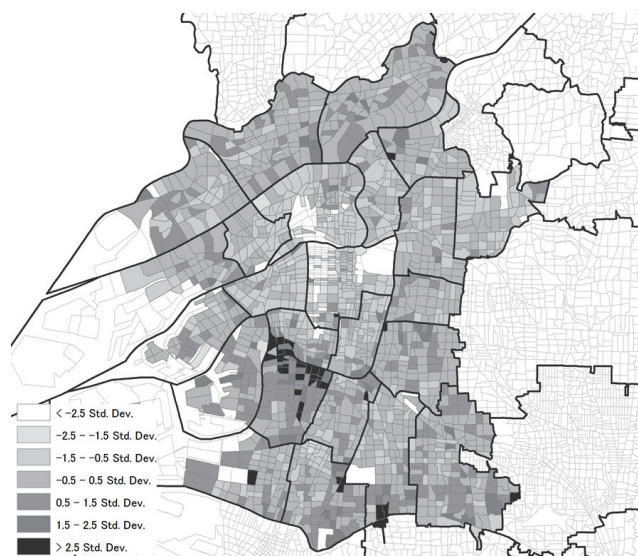 < -2.5 Std. Dev.
-2.5 - -1.5 Std. Dev.
-1.5 - -0.5 Std. Dev.
-0.5 - 0.5 Std. Dev.
0.5 - 1.5 Std. Dev.
1.5 - 2.5 Std. Dev.
> 2.5 Std. Dev.